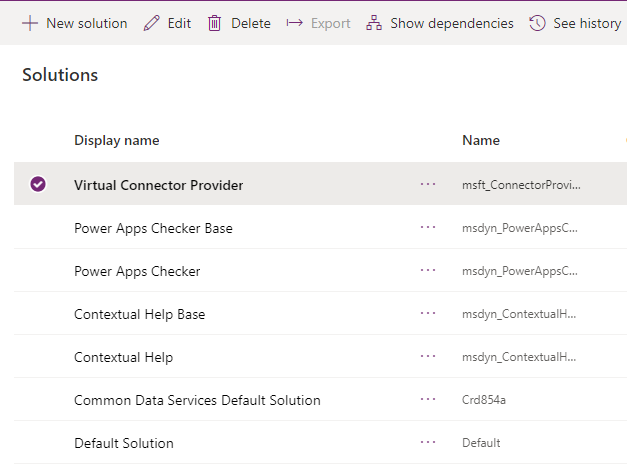 New solution Edit Delete Export Show dependencies See history
Solutions
Display name Name
Virtual Connector Provider ... msft_ConnectorProvi...
Power Apps Checker Base ... msdyn_PowerAppsC...
Power Apps Checker ... msdyn_PowerAppsC...
Contextual Help Base ... msdyn_ContextualH...
Contextual Help ... msdyn_ContextualH...
Common Data Services Default Solution ... Crd854a
Default Solution ... Default